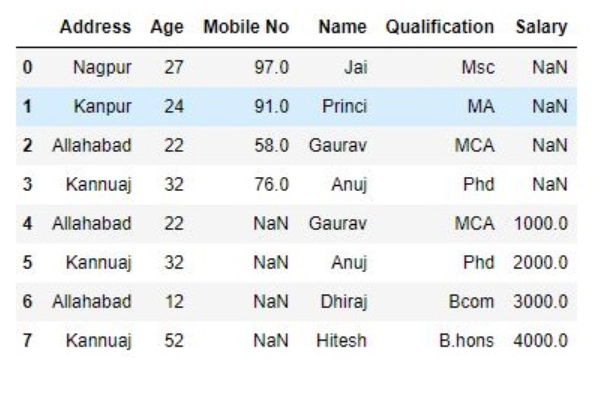 Address Age Mobile No Name Qualification Salary
0 Nagpur 27 97.0 Jai Msc NaN
1 Kanpur 24 91.0 Princi MA NaN
2 Allahabad 22 58.0 Gaurav MCA NaN
3 Kannuaj 32 76.0 Anuj Phd NaN
4 Allahabad 22 NaN Gaurav MCA 1000.0
5 Kannuaj 32 NaN Anuj Phd 2000.0
6 Allahabad 12 NaN Dhiraj Bcom 3000.0
7 Kannuaj 52 NaN Hitesh B.hons 4000.0